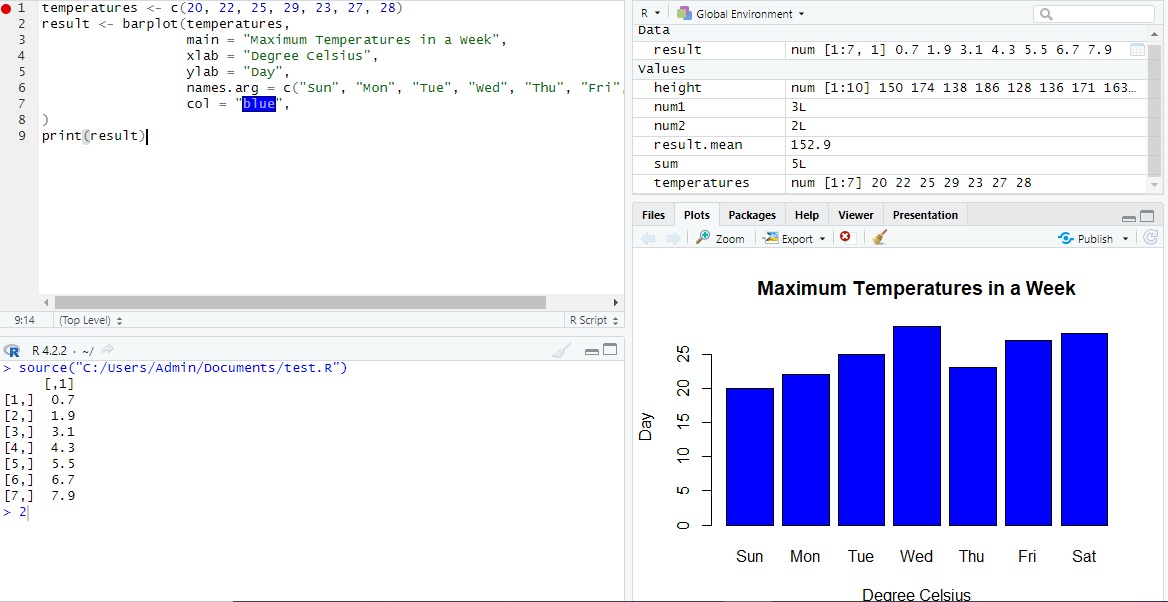 1 temperatures <- c(20, 22, 25, 29, 23, 27, 28)
2 result <- barplot(temperatures,
3 main = "Maximum Temperatures in a Week",
4 xlab = "Degree Celsius",
5 ylab = "Day",
6 names.arg = c("Sun", "Mon", "Tue", "Wed", "Thu", "Fri",
7 col = "blue",
8 )
9 print(result)
9:14 (Top Level) R Script
R 4.2.2 · ~/
> source("C:/Users/Admin/Documents/test.R")
[,1]
[1,] 0.7
[2,] 1.9
[3,] 3.1
[4,] 4.3
[5,] 5.5
[6,] 6.7
[7,] 7.9
> 2
R Global Environment
Data
result num [1:7, 1] 0.7 1.9 3.1 4.3 5.5 6.7 7.9
Values
height num [1:10] 150 174 138 186 128 136 171 163…
num1 3L
num2 2L
result.mean 152.9
sum 5L
temperatures num [1:7] 20 22 25 29 23 27 28
Files Plots Packages Help Viewer Presentation
Zoom Export Publish
Maximum Temperatures in a Week
25
20
15
10
5
0
Day
Sun Mon Tue Wed Thu Fri Sat
Degree Celsius